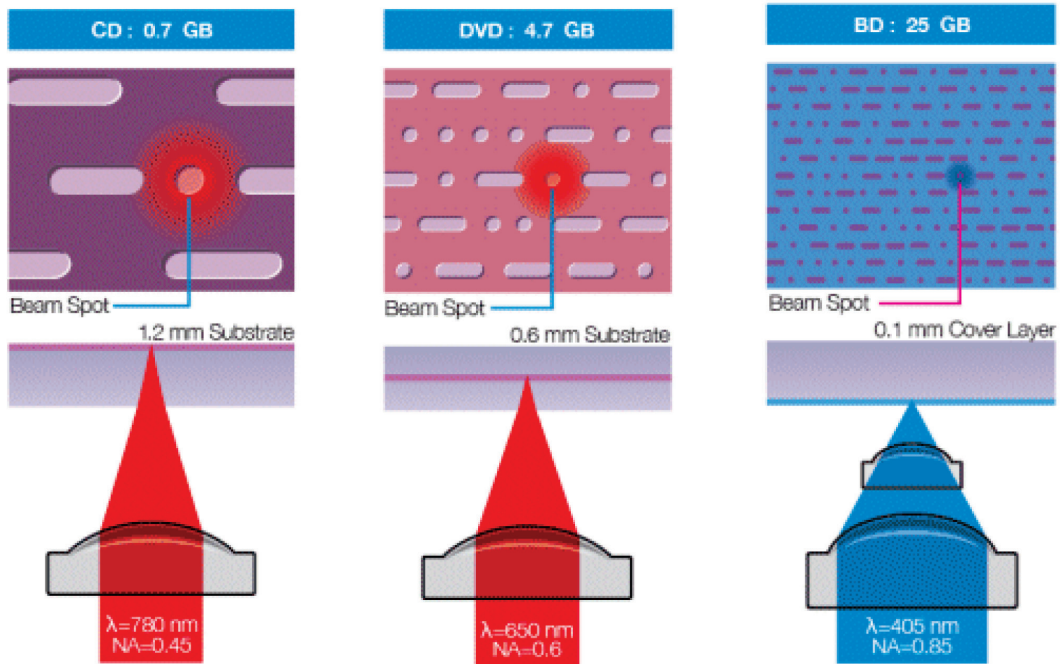 CD : 0.7 GB
DVD : 4.7 GB
BD : 25 GB
Beam Spot
Beam Spot
Beam Spot
1.2 mm Substrate
0.6 mm Substrate
0.1 mm Cover Layer
λ=780 nm
NA=0.45
λ=650 nm
NA=0.6
λ=405 nm
NA=0.85